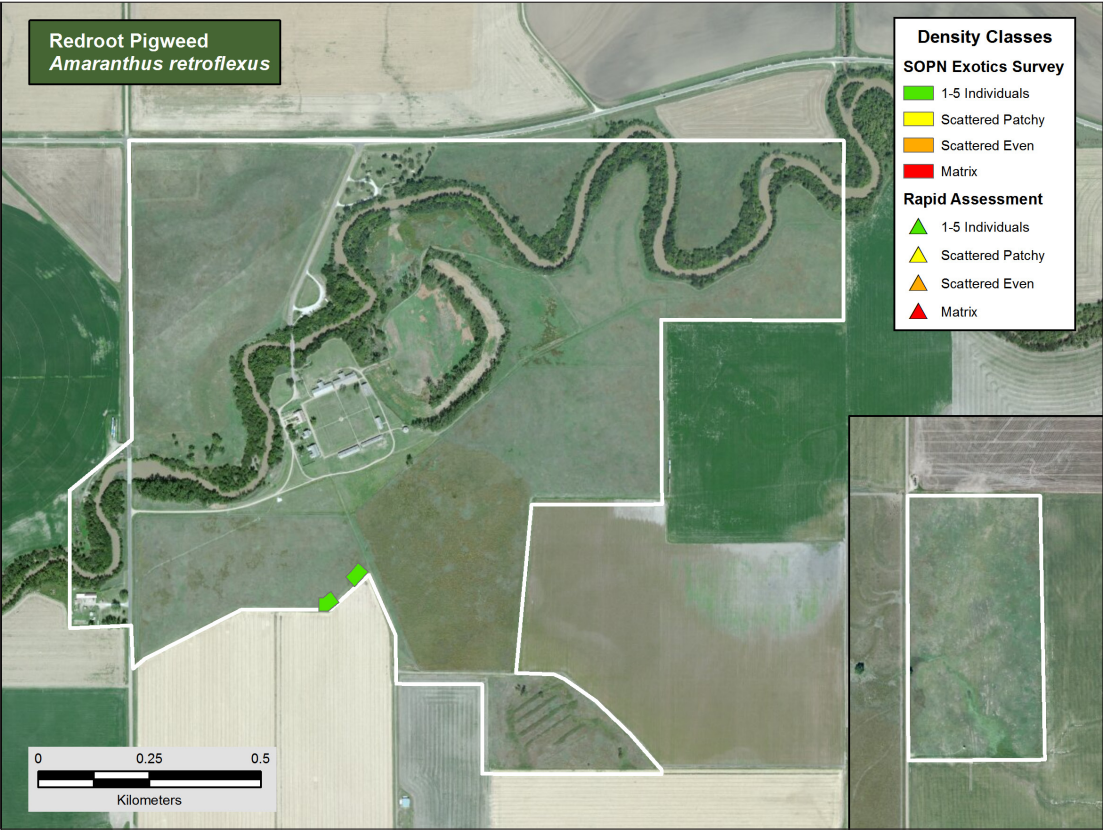 Redroot Pigweed
Amaranthus retroflexus
Density Classes
SOPN Exotics Survey
1-5 Individuals
Scattered Patchy
Scattered Even
Matrix
Rapid Assessment
1-5 Individuals
Scattered Patchy
Scattered Even
Matrix
0 0.25 0.5
Kilometers